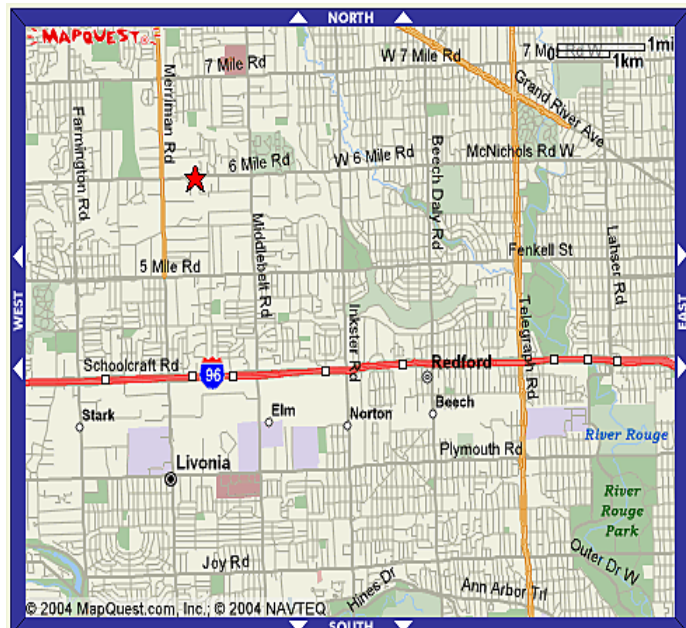 NORTH
MAPQUEST
W 7 Mile Rd
1mi
0
1km
7 Mile Rd
Grand River Ave
Merriman Rd
Farmington Rd
6 Mile Rd
W 6 Mile Rd
McNichols Rd W
Beech Daly Rd
Middlebelt Rd
Fenkell St
Lahser Rd
5 Mile Rd
WEST
EAST
Inkster Rd
Telegraph Rd
Schoolcraft Rd
96
Redford
Stark
Elm
Norton
Beech
River Rouge
Plymouth Rd
Livonia
River
Rouge
Park
Joy Rd
Outer Dr W
Hines Dr
Ann Arbor Trl
© 2004 MapQuest.com, Inc.; © 2004 NAVTEQ
SOUTH